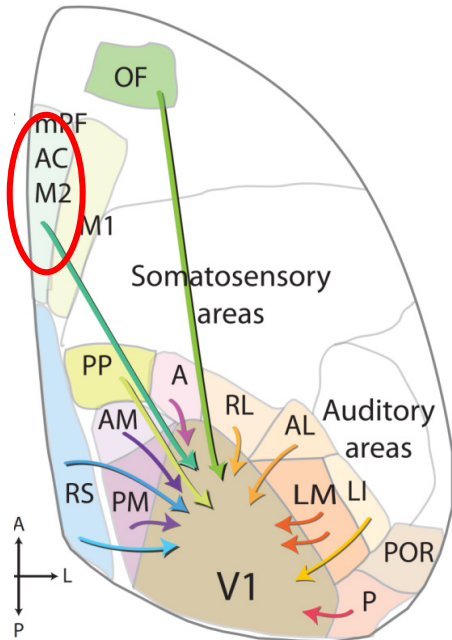 OF
mPF
AC
M2
M1
Somatosensory
areas
PP
A
RL
AM
AL
Auditory
areas
RS
PM
LM
LI
POR
V1
P
A
L
P